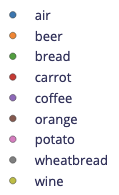 air
beer
bread
carrot
coffee
orange
potato
wheatbread
wine